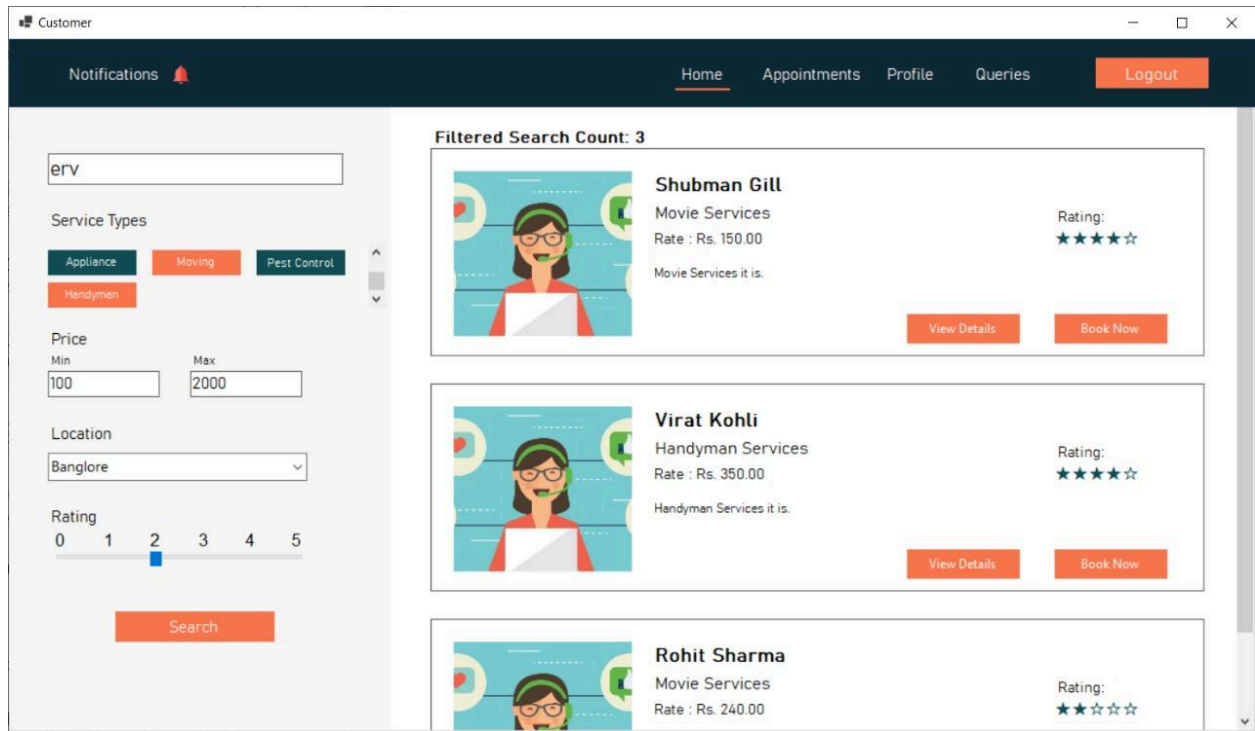 Customer
Notifications
Home Appointments Profile Queries Logout
erv
Service Types
Appliance Moving Pest Control
Handyman
Price
Min Max
100 2000
Location
Banglore
Rating
0 1 2 3 4 5
Search
Filtered Search Count: 3
Shubman Gill
Movie Services
Rate : Rs. 150.00
Movie Services it is.
Rating:
View Details Book Now
Virat Kohli
Handyman Services
Rate : Rs. 350.00
Handyman Services it is.
Rating:
View Details Book Now
Rohit Sharma
Movie Services
Rate : Rs. 240.00
Rating: